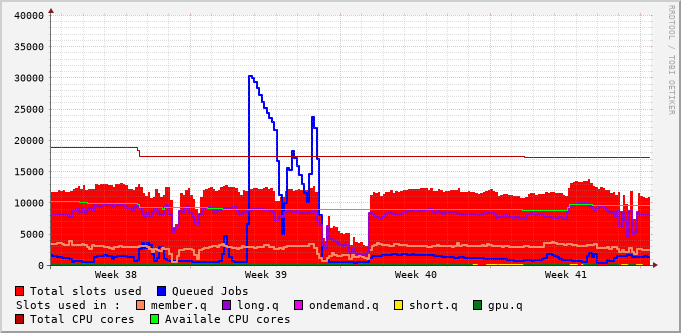 40000
35000
30000
25000
20000
15000
10000
5000
0
Week 38 Week 39 Week 40 Week 41
RRDTOOL / TOBI OETIKER
Total slots used Queued Jobs
Slots used in : member.q long.q ondemand.q short.q gpu.q
Total CPU cores Availale CPU cores